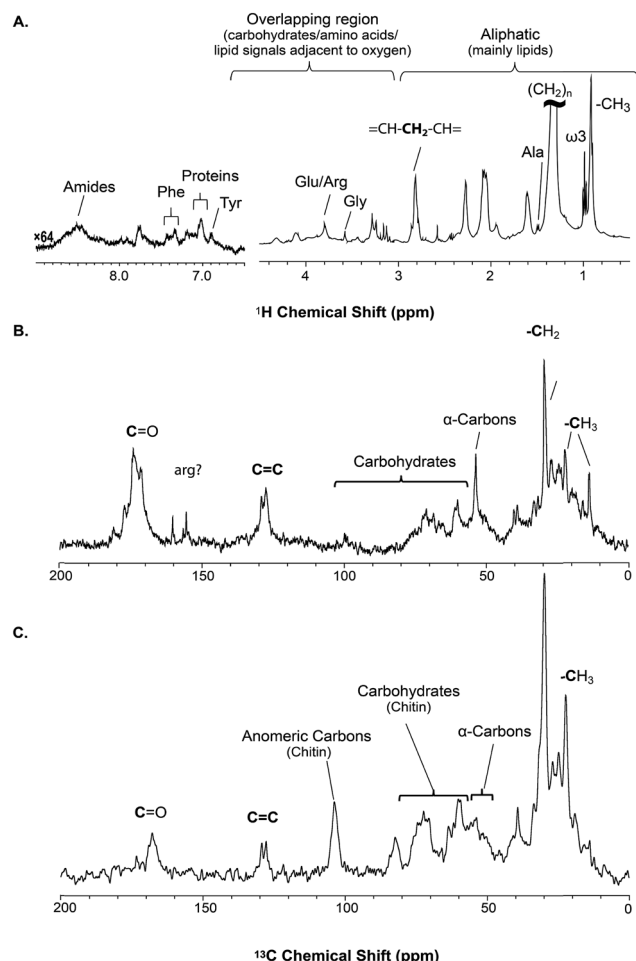 A.
Overlapping region
(carbohydrates/amino acids/
lipid signals adjacent to oxygen)
Aliphatic
(mainly lipids)
(CH2)n
-CH3
=CH-CH2-CH=
ω3
Ala
Proteins
Glu/Arg
Phe
Amides
Gly
Tyr
×64
8.0 7.0 4 3 2 1
1H Chemical Shift (ppm)
B.
-CH2
α-Carbons
-CH3
C=O
arg?
C=C
Carbohydrates
200 150 100 50 0
C.
-CH3
Carbohydrates
(Chitin)
α-Carbons
Anomeric Carbons
(Chitin)
C=O
C=C
200 150 100 50 0
13C Chemical Shift (ppm)